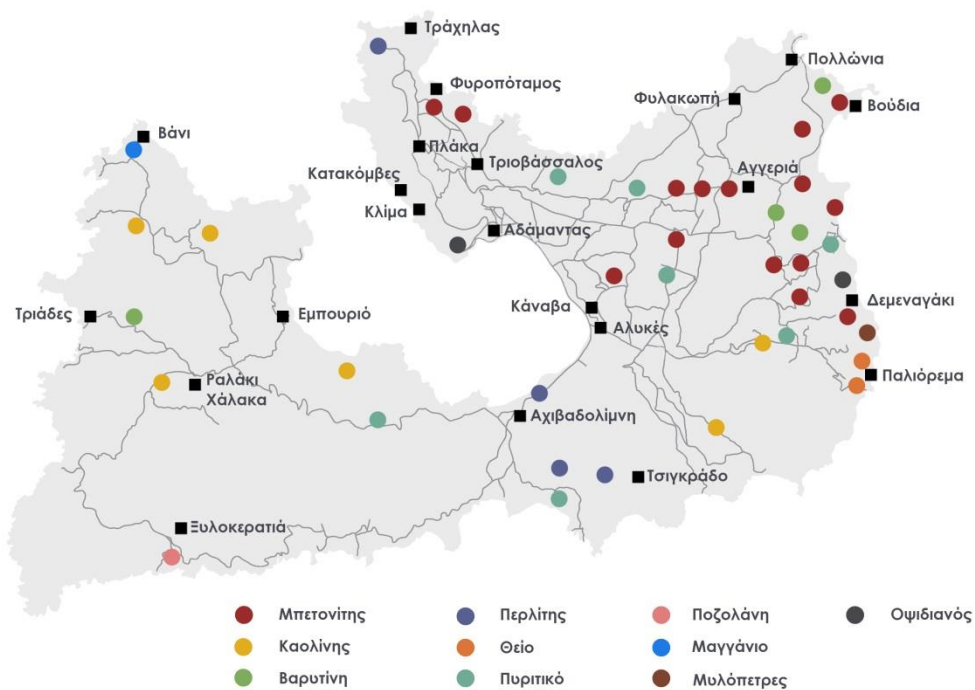 Τράχηλας
Πολλώνια
Φυροπόταμος
Φυλακωπή
Βούδια
Βάνι
Πλάκα
Τριοβάσσαλος
Κατακόμβες
Αγγεριά
Κλίμα
Αδάμαντας
Δεμεναγάκι
Κάναβα
Τριάδες
Εμπουριό
Αλυκές
Παλιόρεμα
Ραλάκι
Χάλακα
Αχιβαδολίμνη
Τσιγκράδο
Ξυλοκερατιά
Μπετονίτης
Περλίτης
Ποζολάνη
Οψιδιανός
Καολίνης
Θείο
Μαγγάνιο
Βαρυτίνη
Πυριτικό
Μυλόπετρες